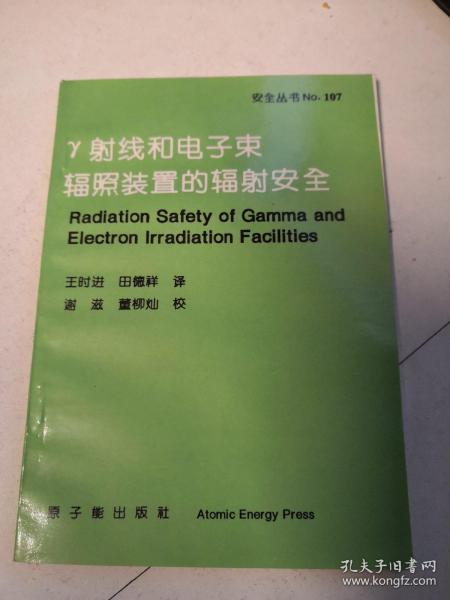 安全丛书No. 107
γ射线和电子束
辐照装置的辐射安全
Radiation Safety of Gamma and
Electron Irradiation Facilities
王时进 田德祥 译
谢滋 董柳灿 校
原子能出版社 Atomic Energy Press
孔夫子旧书网
www.kongfz.com